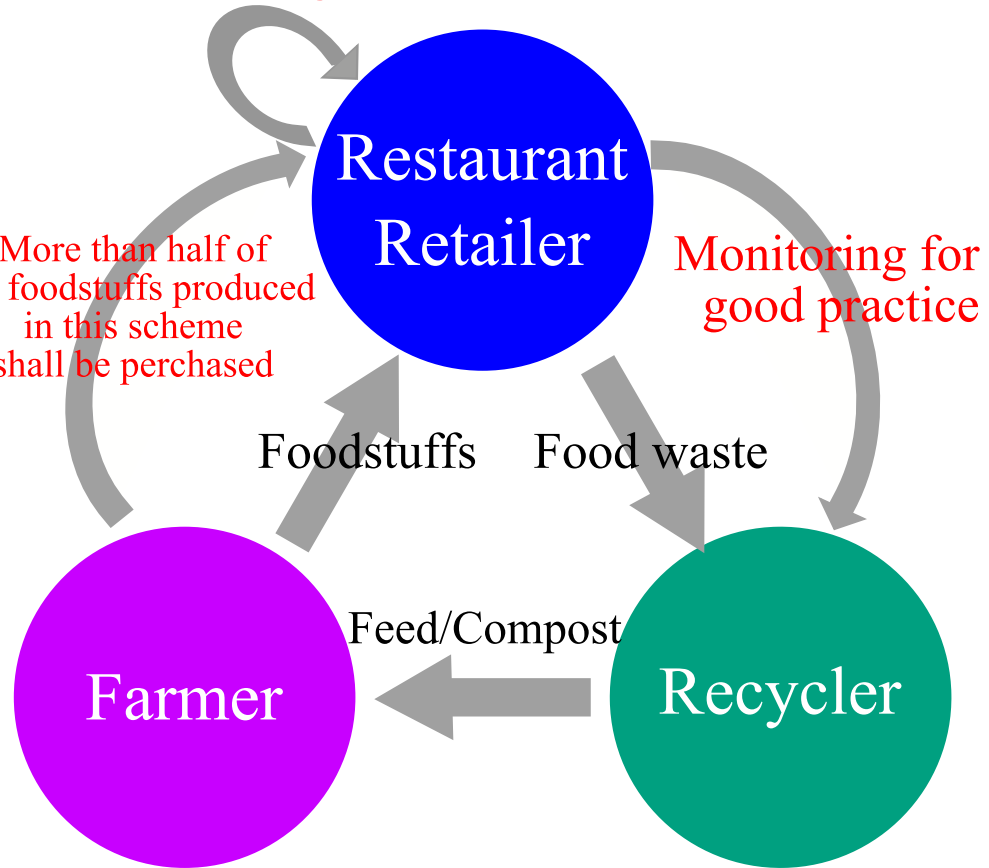 Restaurant
Retailer
More than half of
foodstuffs produced
in this scheme
shall be perchased
Monitoring for
good practice
Foodstuffs
Food waste
Feed/Compost
Farmer
Recycler